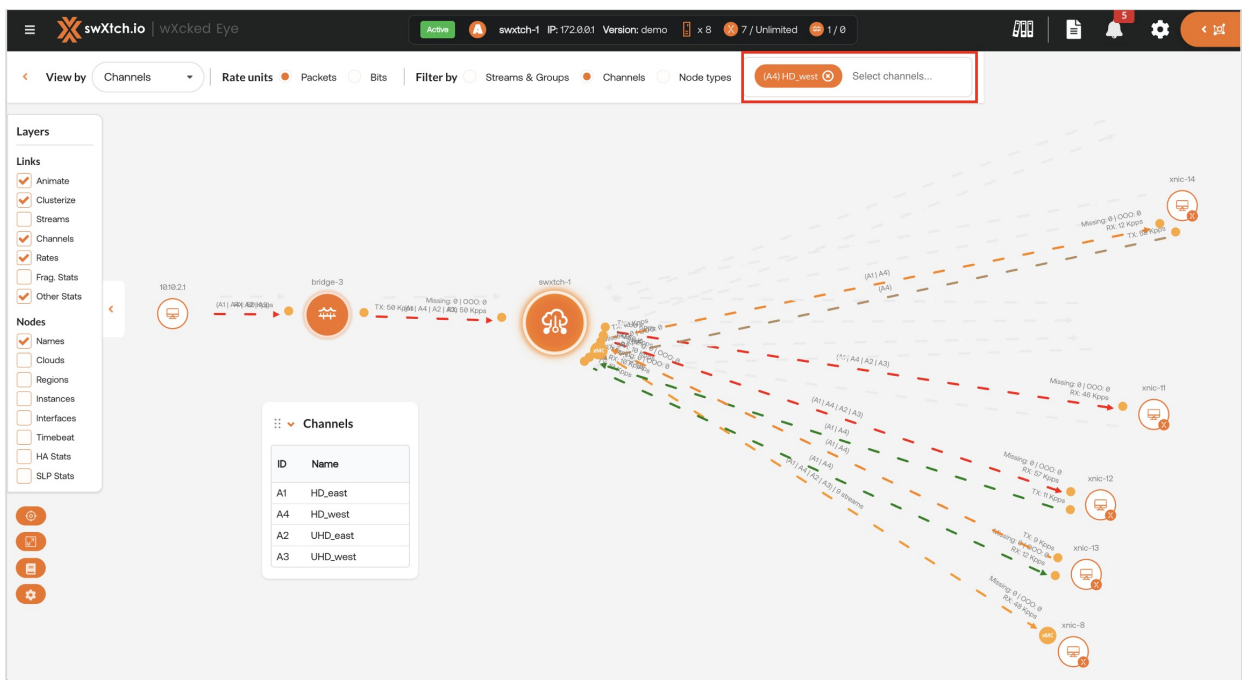 swXtch.io | wXcked Eye
Active swxtch-1 IP: 172.0.0.1 Version: demo x 8 7 / Unlimited 1 / 0
5
View by Channels Rate units Packets Bits Filter by Streams & Groups Channels Node types (A4) HD_west Select channels...
Layers
Links
Animate
Clusterize
Streams
Channels
Rates
Frag. Stats
Other Stats
Nodes
Names
Clouds
Regions
Instances
Interfaces
Timebeat
HA Stats
SLP Stats
10.10.2.1
bridge-3
TX: 50 Kpps
Missing: 0 | OOO: 0
RX: 50 Kpps
swxtch-1
xnic-14
Missing: 0 | OOO: 0
RX: 12 Kpps
(A1 | A4)
(A4)
| A4 | A2 | A3)
Missing: 0 | OOO: 0
RX: 46 Kpps
xnic-11
(A1 | A4 | A2 | A3)
(A1 | A4)
(A1 | A4)
(A1 | A4)
(A1 | A4 | A2 | A3) | 9 streams
Missing: 0 | OOO: 0
RX: 57 Kpps
TX: 11 Kpps
xnic-12
TX: 9 Kpps
Missing: 0 | OOO: 0
RX: 12 Kpps
xnic-13
Missing: 0 | OOO: 0
RX: 48 Kpps
xMC
xnic-8
Channels
ID Name
A1 HD_east
A4 HD_west
A2 UHD_east
A3 UHD_west